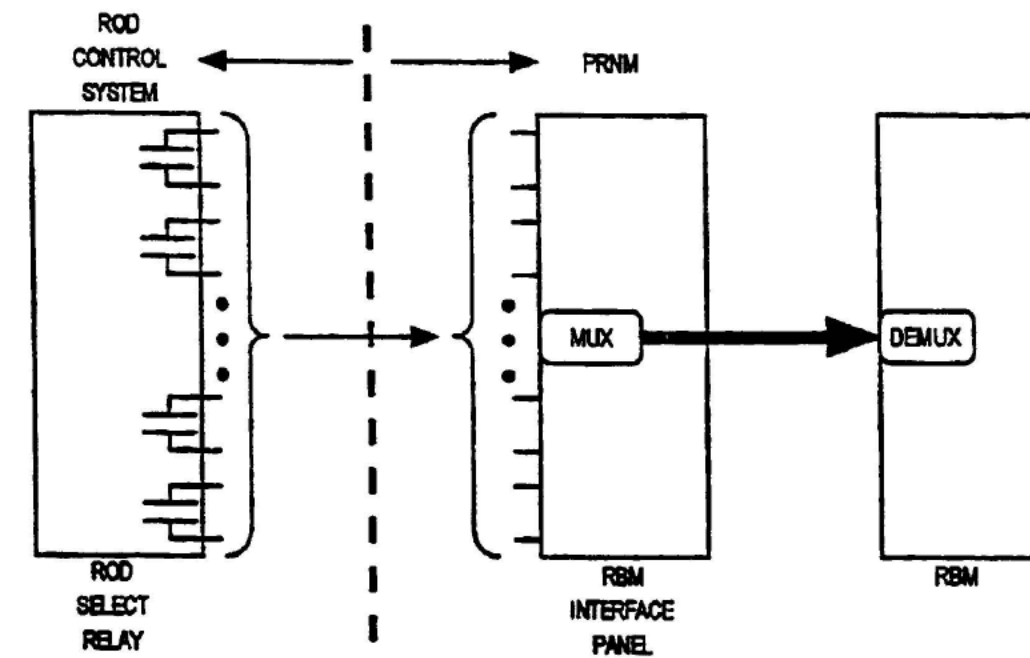 ROD
CONTROL
SYSTEM
PRNM
MUX
DEMUX
ROD
SELECT
RELAY
RBM
INTERFACE
PANEL
RBM